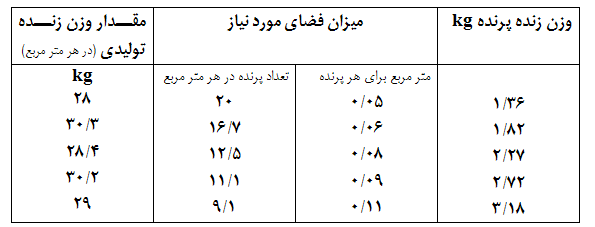 وزن زنده پرنده kg	میزان فضای مورد نیاز	مقـدار وزن زنـــده تولیدی (در هر متر مربع)
متر مربع برای هر پرنده	تعداد پرنده در هر متر مربع	kg
۱/۳۶	۰/۰۵	۲۰	۲۸
۱/۸۲	۰/۰۶	۱۶/۷	۳۰/۳
۲/۲۷	۰/۰۸	۱۲/۵	۲۸/۴
۲/۷۲	۰/۰۹	۱۱/۱	۳۰/۲
۳/۱۸	۰/۱۱	۹/۱	۲۹